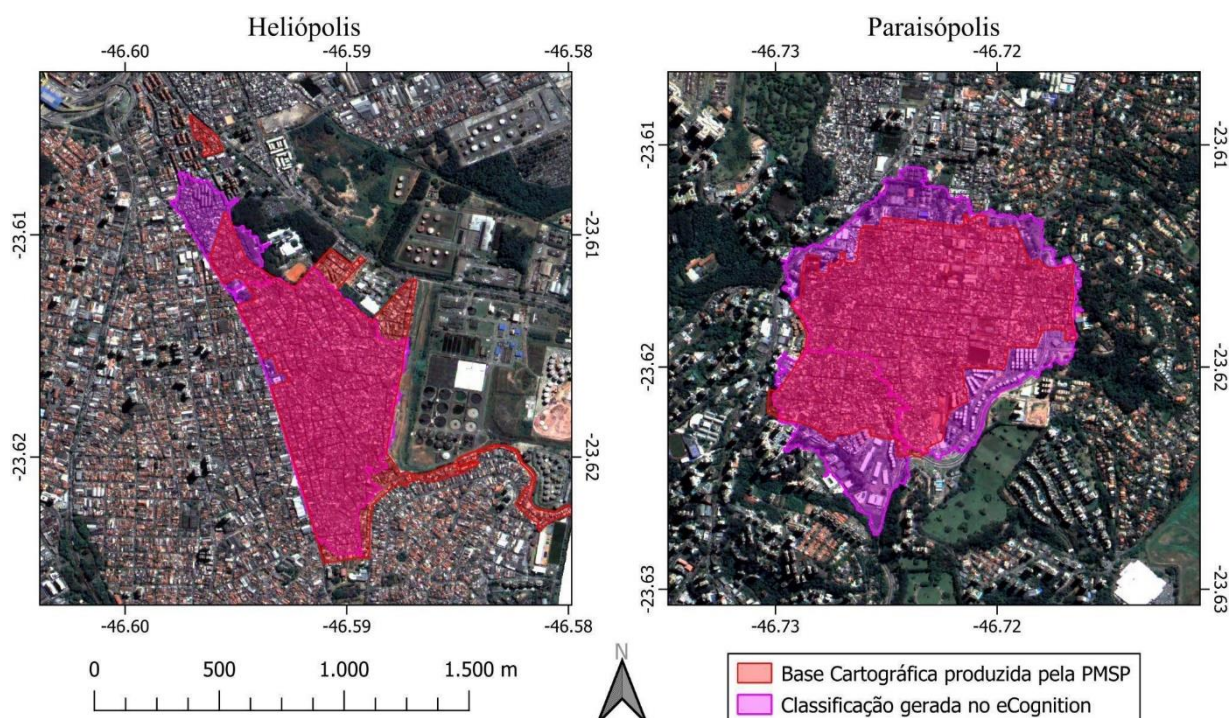 Heliópolis
Paraisópolis
-46.60 -46.59 -46.58
-46.73 -46.72
-23.61
-23.62
-23.61
-23.62
-23.61
-23.62
-23.61
-23.62
-23.63
-46.60 -46.59 -46.58
-46.73 -46.72
0 500 1.000 1.500 m
N
Base Cartográfica produzida pela PMSP
Classificação gerada no eCognition